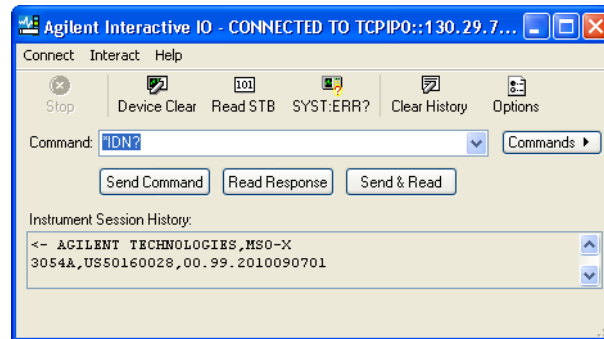 Agilent Interactive IO - CONNECTED TO TCPIP0::130.29.7...
Connect Interact Help
101
Stop Device Clear Read STB SYST:ERR? Clear History Options
Command: *IDN? Commands
Send Command Read Response Send & Read
Instrument Session History:
<- AGILENT TECHNOLOGIES,MSO-X
3054A,US50160028,00.99.2010090701